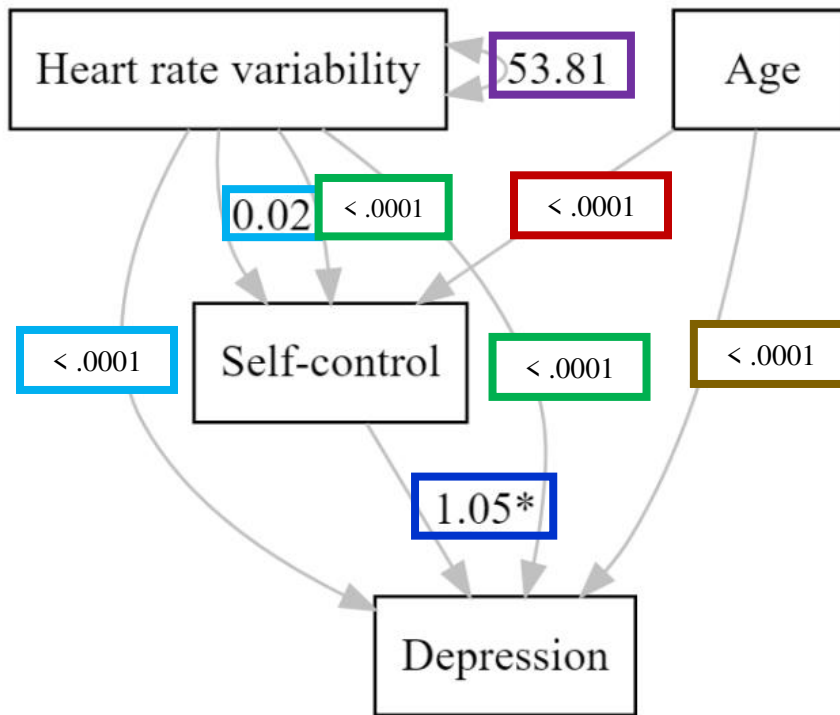 Heart rate variability
53.81
Age
0.02
< .0001
< .0001
< .0001
Self-control
< .0001
< .0001
1.05*
Depression